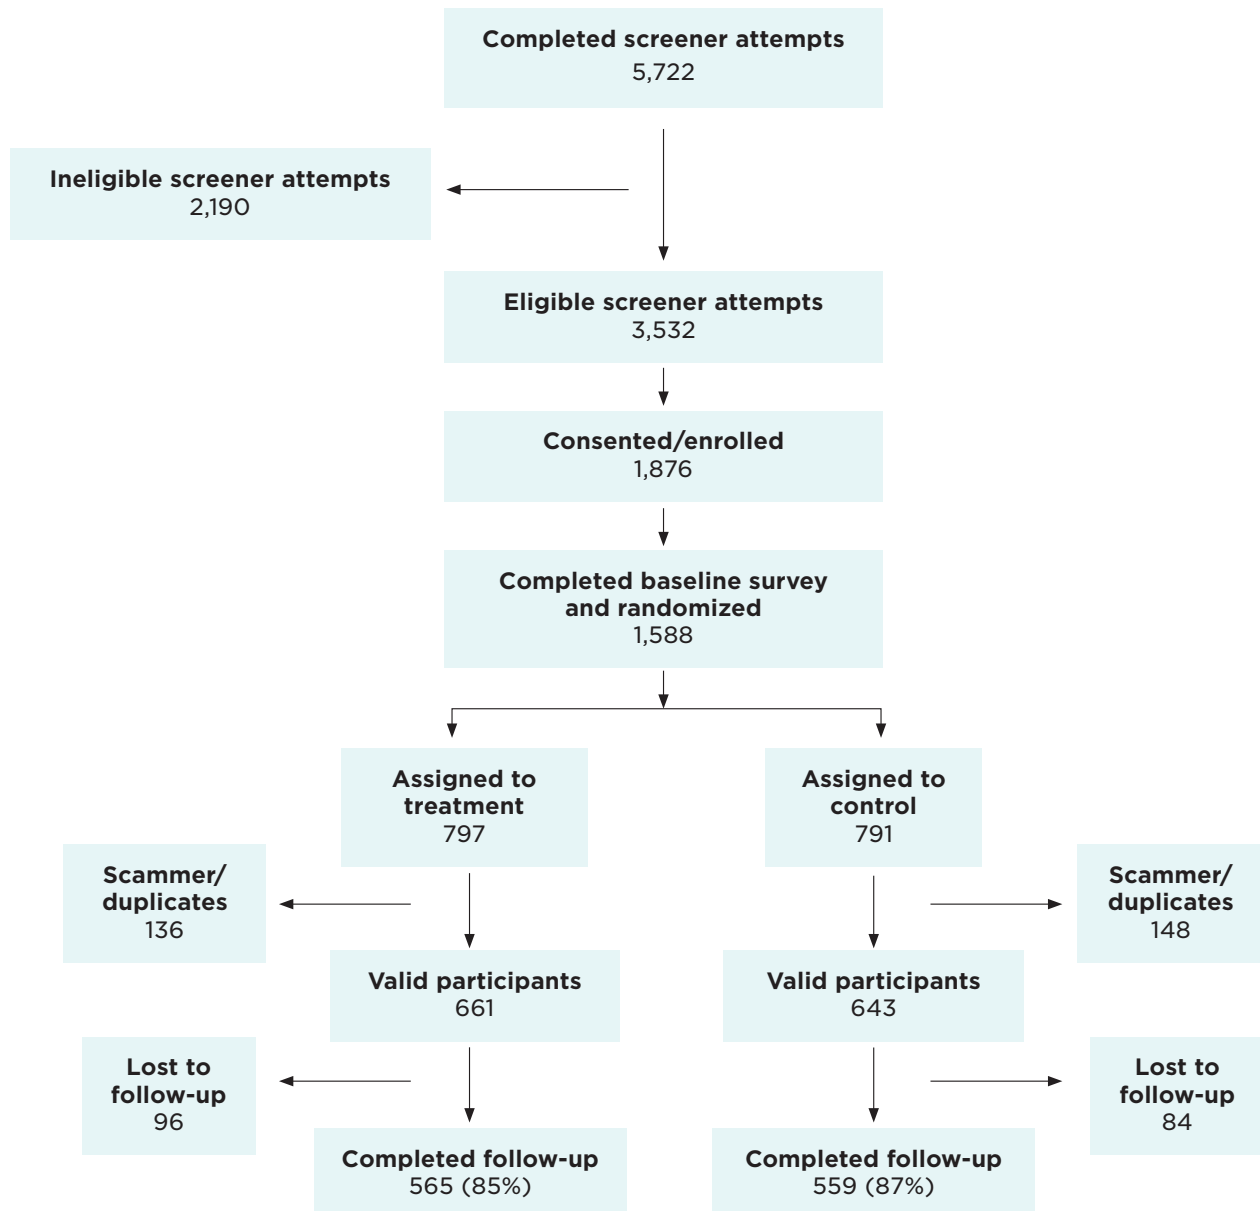 Completed screener attempts
5,722
Ineligible screener attempts
2,190
Eligible screener attempts
3,532
Consented/enrolled
1,876
Completed baseline survey
and randomized
1,588
Assigned to
treatment
797
Assigned to
control
791
Scammer/
duplicates
136
Scammer/
duplicates
148
Valid participants
661
Valid participants
643
Lost to
follow-up
96
Lost to
follow-up
84
Completed follow-up
565 (85%)
Completed follow-up
559 (87%)